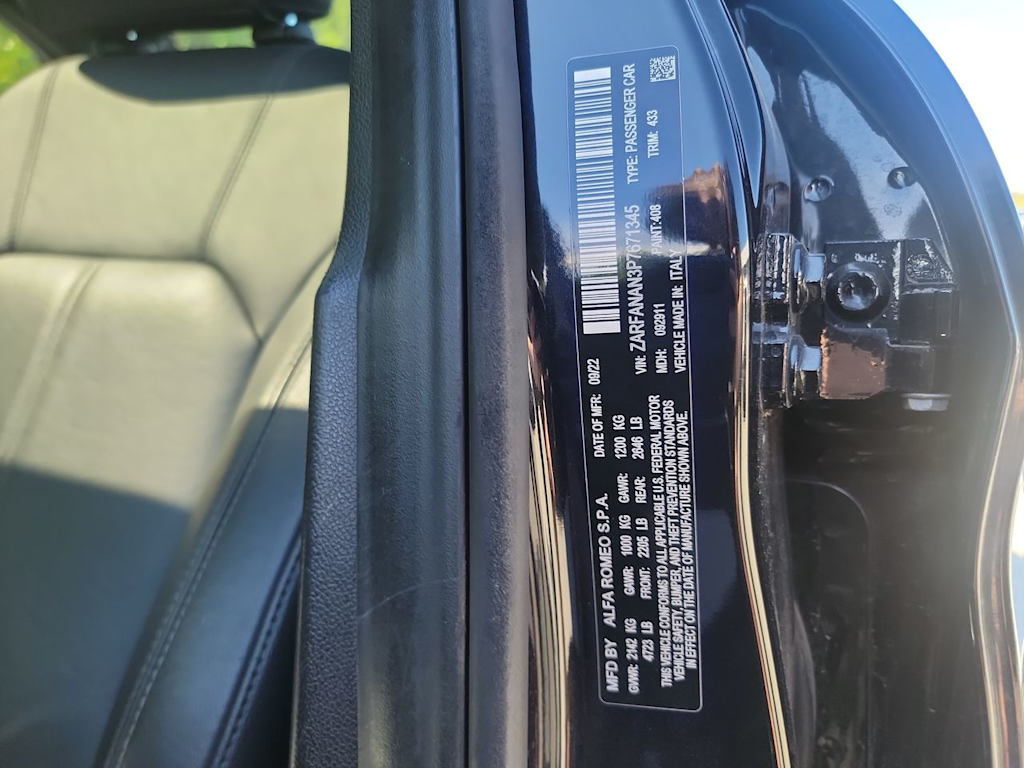 MFD BY ALFA ROMEO S.P.A. DATE OF MFR: 09/22
GVWR: 2142 KG GAWR: 1000 KG GAWR: 1200 KG
4723 LB FRONT: 2205 LB REAR: 2646 LB
THIS VEHICLE CONFORMS TO ALL APPLICABLE U.S. FEDERAL MOTOR
VEHICLE SAFETY, BUMPER, AND THEFT PREVENTION STANDARDS
IN EFFECT ON THE DATE OF MANUFACTURE SHOWN ABOVE.
VIN: ZARFANAN3P7671345 TYPE: PASSENGER CAR
MDH: 092911 PAINT: 408 TRIM: 433
VEHICLE MADE IN: ITALY